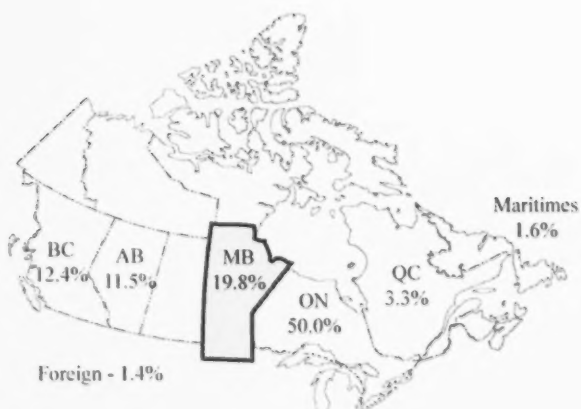 Maritimes
1.6%
BC
12.4%
AB
11.5%
MB
19.8%
QC
3.3%
ON
50.0%
Foreign - 1.4%